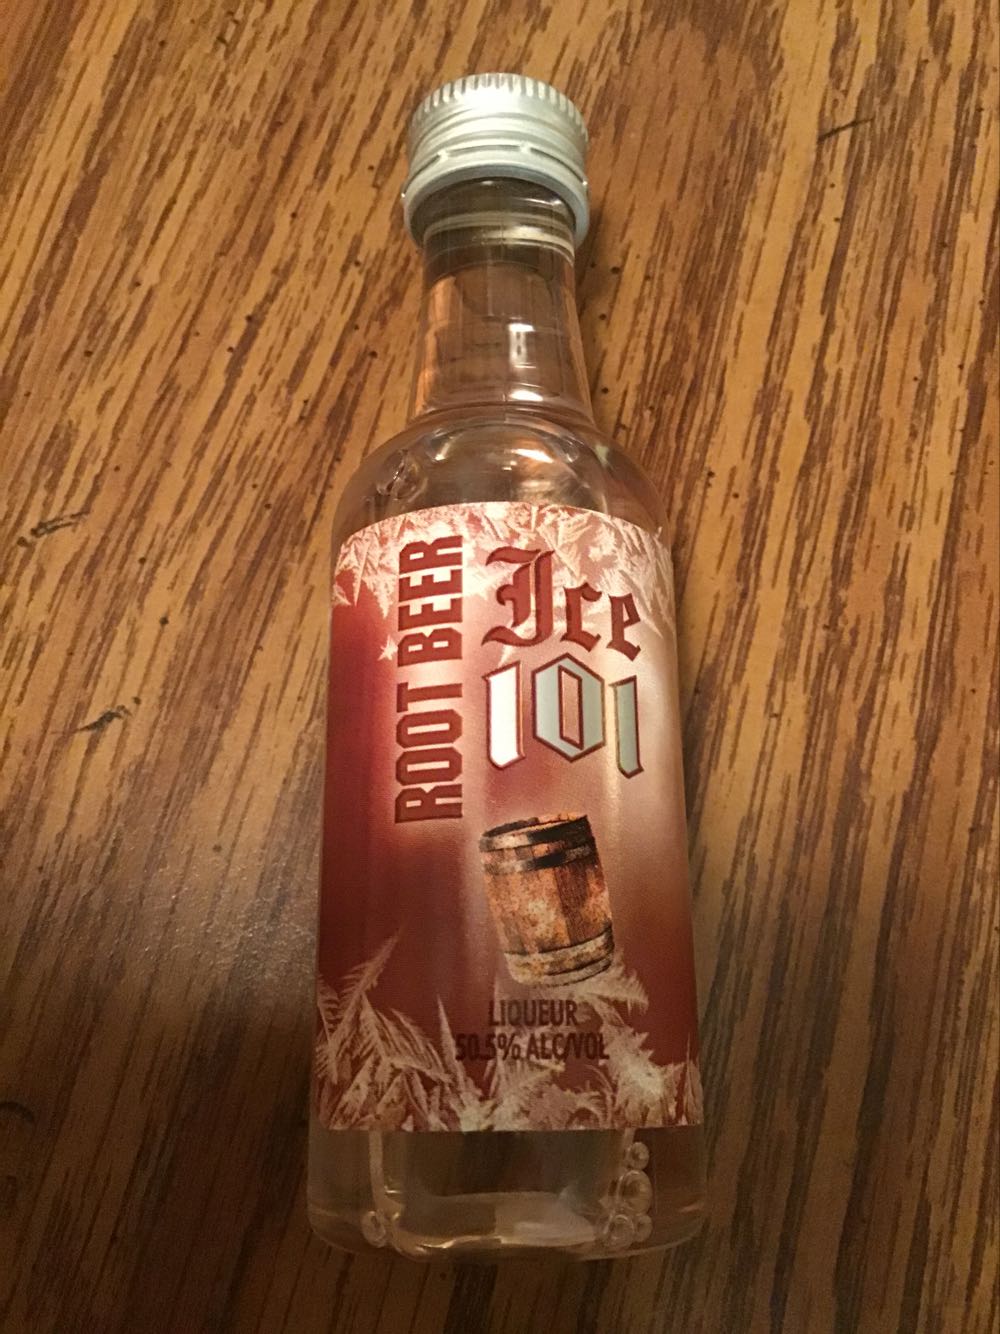 ROOT BEER
Ice
101
LIQUEUR
50.5% ALC/VOL